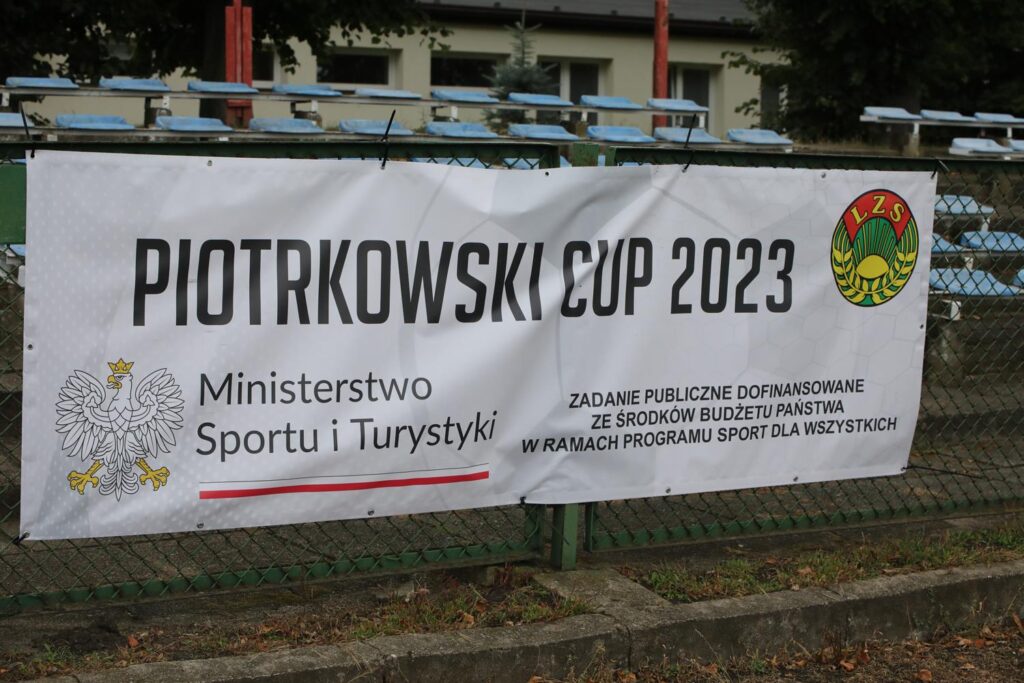 PIOTRKOWSKI CUP 2023
LZS
Ministerstwo
Sportu i Turystyki
ZADANIE PUBLICZNE DOFINANSOWANE
ZE ŚRODKÓW BUDŻETU PAŃSTWA
W RAMACH PROGRAMU SPORT DLA WSZYSTKICH